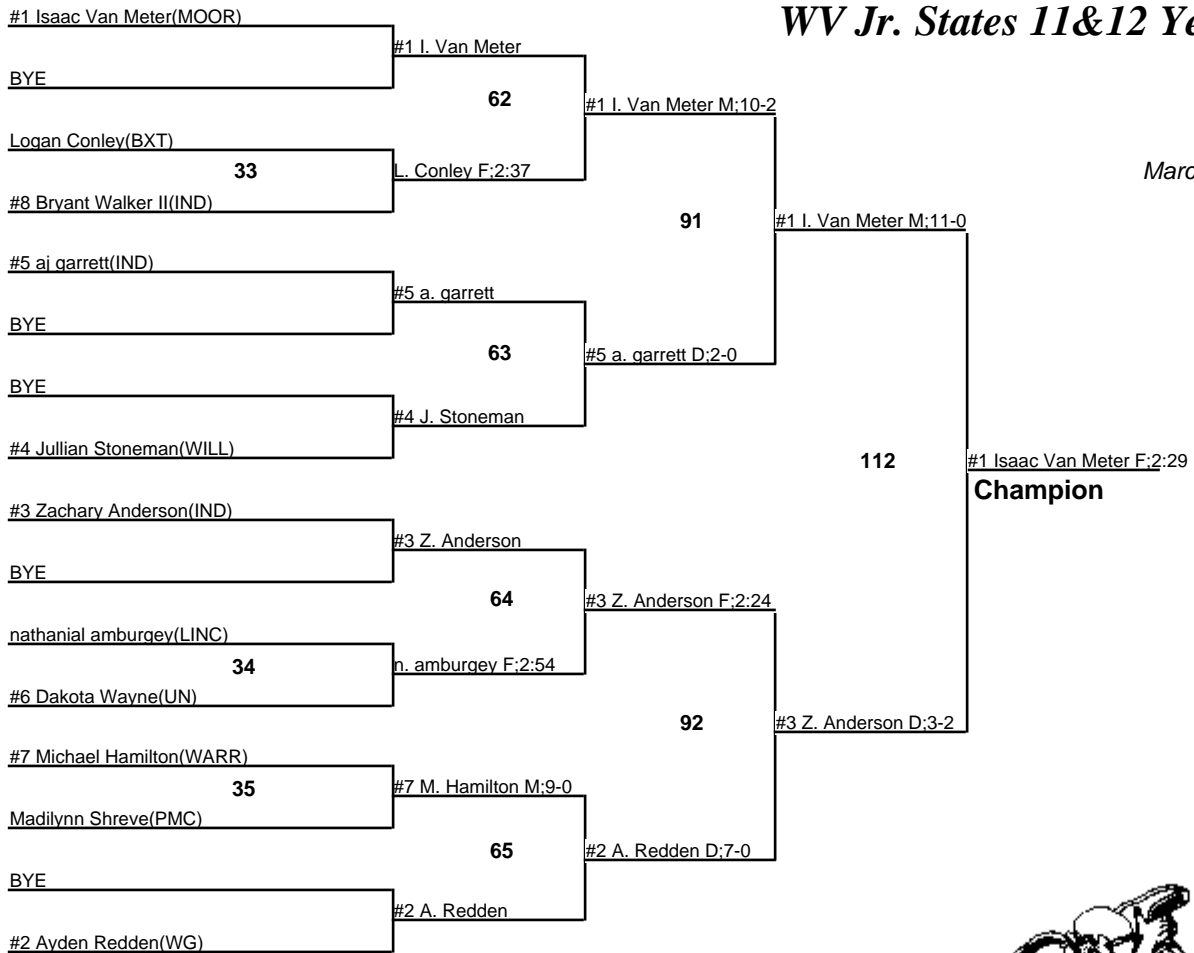 WV Jr. States 11&12 Ye
Marc
#1 Isaac Van Meter(MOOR)
#1 I. Van Meter
BYE
62
#1 I. Van Meter M;10-2
Logan Conley(BXT)
33
L. Conley F;2:37
#8 Bryant Walker II(IND)
91
#1 I. Van Meter M;11-0
#5 aj garrett(IND)
#5 a. garrett
BYE
63
#5 a. garrett D;2-0
BYE
#4 J. Stoneman
#4 Jullian Stoneman(WILL)
112
#1 Isaac Van Meter F;2:29
Champion
#3 Zachary Anderson(IND)
#3 Z. Anderson
BYE
64
#3 Z. Anderson F;2:24
nathanial amburgey(LINC)
34
n. amburgey F;2:54
#6 Dakota Wayne(UN)
92
#3 Z. Anderson D;3-2
#7 Michael Hamilton(WARR)
35
#7 M. Hamilton M;9-0
Madilynn Shreve(PMC)
65
#2 A. Redden D;7-0
BYE
#2 A. Redden
#2 Ayden Redden(WG)